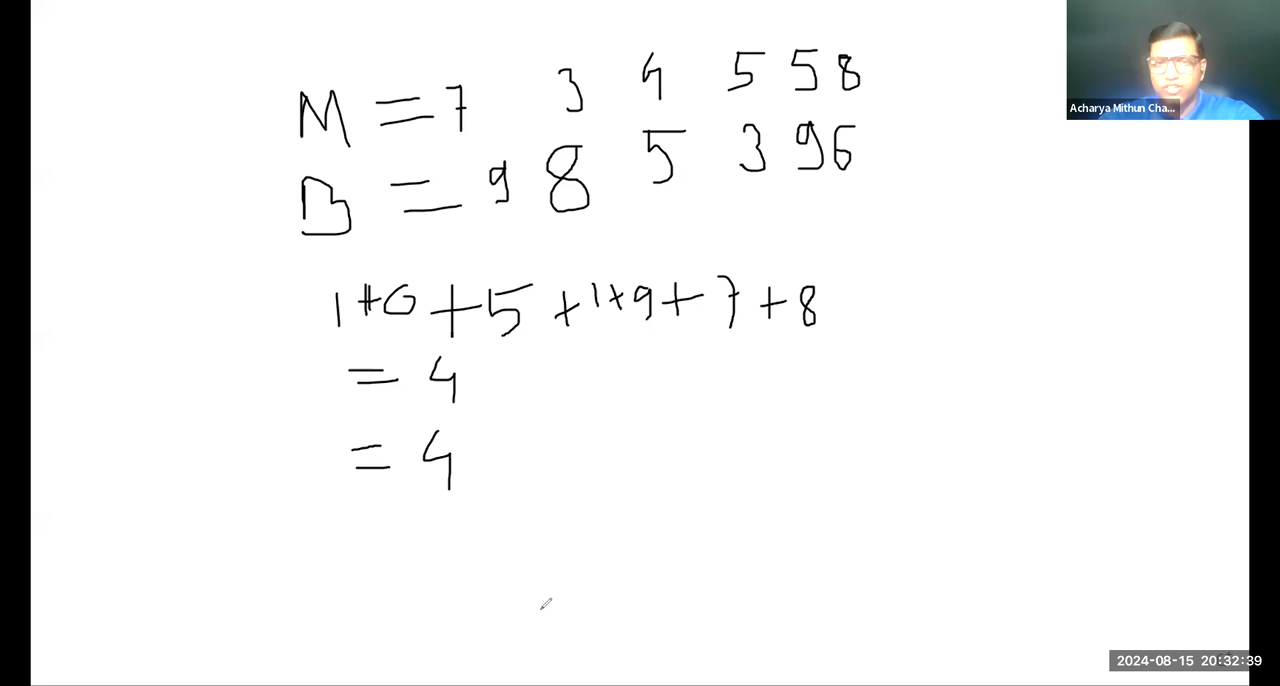 M = 7 3 4 5 5 8
B = 9 8 5 3 9 6
1 + 6 + 5 + 1 + 9 + 7 + 8
= 4
= 4
Acharya Mithun Cha...
2024-08-15 20:32:39